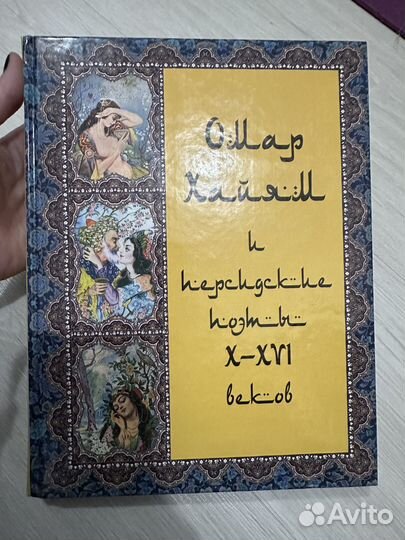 Омар
Хайям
и
персидские
поэты
X–XVI
веков
Avito